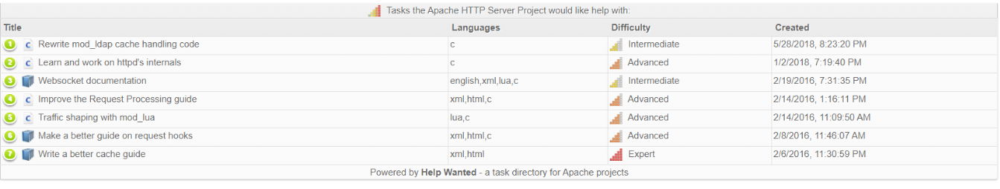 Tasks the Apache HTTP Server Project would like help with:
Title Languages Difficulty Created
1 c Rewrite mod_ldap cache handling code c Intermediate 5/28/2018, 8:23:20 PM
2 c Learn and work on httpd's internals c Advanced 1/2/2018, 7:19:40 PM
3 Websocket documentation english,xml,lua,c Intermediate 2/19/2016, 7:31:35 PM
4 c Improve the Request Processing guide xml,html,c Advanced 2/14/2016, 1:16:11 PM
5 c Traffic shaping with mod_lua lua,c Advanced 2/14/2016, 11:09:50 AM
6 Make a better guide on request hooks xml,html,c Advanced 2/8/2016, 11:46:07 AM
7 Write a better cache guide xml,html Expert 2/6/2016, 11:30:59 PM
Powered by Help Wanted - a task directory for Apache projects